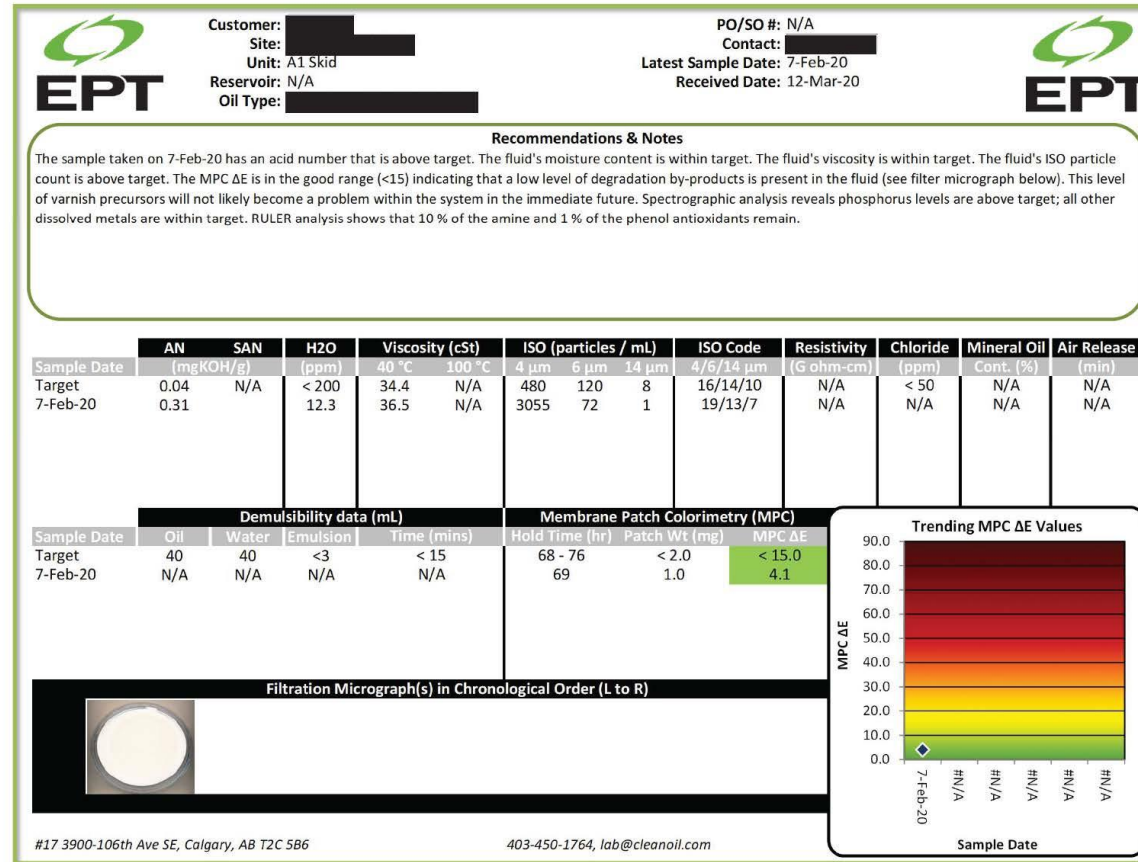 EPT
Customer:
Site:
Unit: A1 Skid
Reservoir: N/A
Oil Type:
PO/SO #: N/A
Contact:
Latest Sample Date: 7-Feb-20
Received Date: 12-Mar-20
EPT
Recommendations & Notes
The sample taken on 7-Feb-20 has an acid number that is above target. The fluid's moisture content is within target. The fluid's viscosity is within target. The fluid's ISO particle
count is above target. The MPC ΔE is in the good range (<15) indicating that a low level of degradation by-products is present in the fluid (see filter micrograph below). This level
of varnish precursors will not likely become a problem within the system in the immediate future. Spectrographic analysis reveals phosphorus levels are above target; all other
dissolved metals are within target. RULER analysis shows that 10 % of the amine and 1 % of the phenol antioxidants remain.
AN SAN H2O Viscosity (cSt) ISO (particles / mL) ISO Code Resistivity Chloride Mineral Oil Air Release
Sample Date (mgKOH/g) (ppm) 40 °C 100 °C 4 µm 6 µm 14 µm 4/6/14 µm (G ohm-cm) (ppm) Cont. (%) (min)
Target 0.04 N/A < 200 34.4 N/A 480 120 8 16/14/10 N/A < 50 N/A N/A
7-Feb-20 0.31 12.3 36.5 N/A 3055 72 1 19/13/7 N/A N/A N/A N/A
Demulsibility data (mL) Membrane Patch Colorimetry (MPC)
Sample Date Oil Water Emulsion Time (mins) Hold Time (hr) Patch Wt (mg) MPC ΔE
Target 40 40 <3 < 15 68 - 76 < 2.0 < 15.0
7-Feb-20 N/A N/A N/A N/A 69 1.0 4.1
Filtration Micrograph(s) in Chronological Order (L to R)
Trending MPC ΔE Values
MPC ΔE
90.0
80.0
70.0
60.0
50.0
40.0
30.0
20.0
10.0
0.0
7-Feb-20
#N/A
#N/A
#N/A
#N/A
#N/A
Sample Date
#17 3900-106th Ave SE, Calgary, AB T2C 5B6
403-450-1764, lab@cleanoil.com